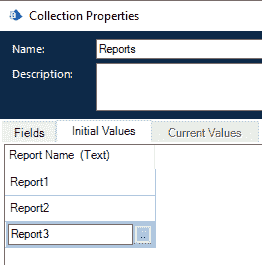 Collection Properties
Name: Reports
Description:
Fields Initial Values Current Values
Report Name (Text)
Report1
Report2
Report3 ...